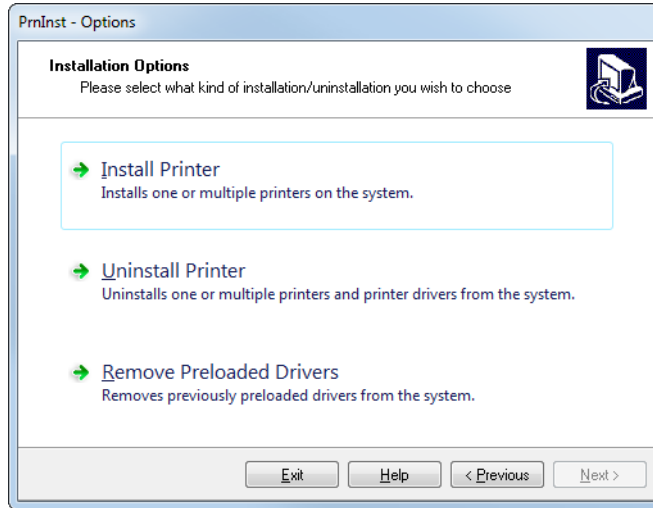 PrnInst - Options
Installation Options
Please select what kind of installation/uninstallation you wish to choose
Install Printer
Installs one or multiple printers on the system.
Uninstall Printer
Uninstalls one or multiple printers and printer drivers from the system.
Remove Preloaded Drivers
Removes previously preloaded drivers from the system.
Exit Help < Previous Next >